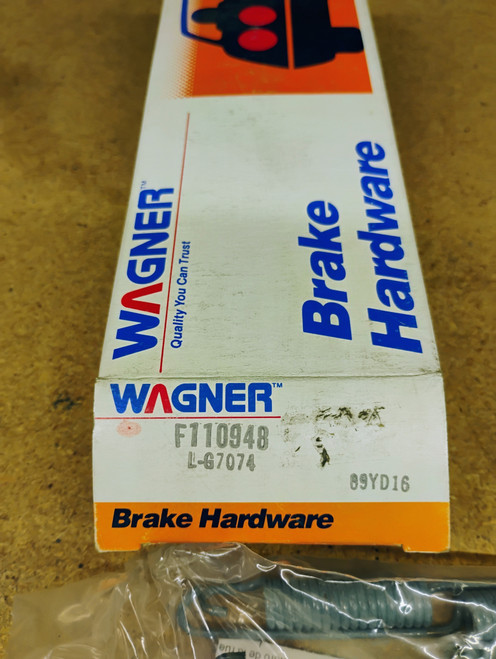 WAGNER™
Quality You Can Trust
Brake
Hardware
WAGNER™
F110948
L-G7074
89YD16
Brake Hardware